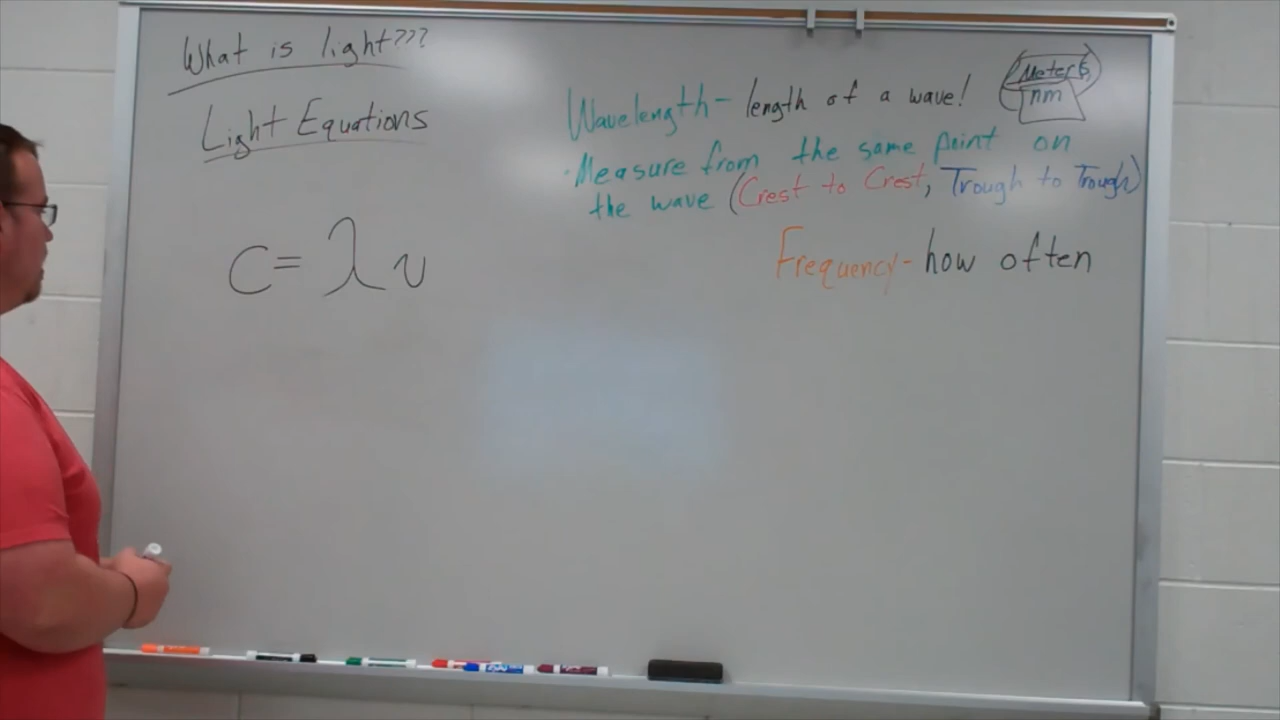 What is light???
Light Equations
c = λ ν
Wavelength - length of a wave!
Meters
nm
• Measure from the same point on
the wave (Crest to Crest, Trough to Trough)
Frequency - how often